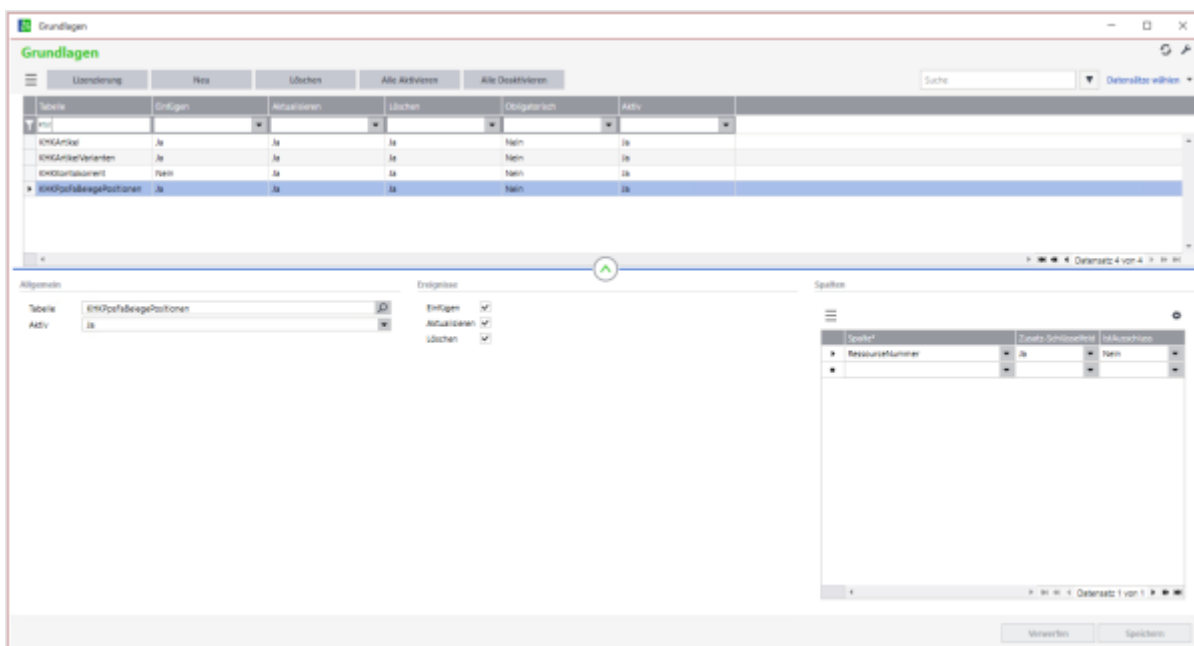 Grundlagen
Grundlagen
Lizenzierung Neu Löschen Alle Aktivieren Alle Deaktivieren Suche Datensätze wählen
Tabelle Einfügen Aktualisieren Löschen Obligatorisch Aktiv
KHKArtikel Ja Ja Ja Nein Ja
KHKArtikelVarianten Ja Ja Ja Nein Ja
KHKKontokorrent Nein Ja Ja Nein Ja
KHKPpsFaBelegePositionen Ja Ja Ja Nein Ja
Datensatz 4 von 4
Allgemein Ereignisse Spalten
Tabelle KHKPpsFaBelegePositionen Einfügen
Aktiv Ja Aktualisieren
Löschen
Spalte* Zusatz-Schlüsselfeld IstAusschluss
RessourceNummer Ja Nein
Datensatz 1 von 1
Verwerfen Speichern